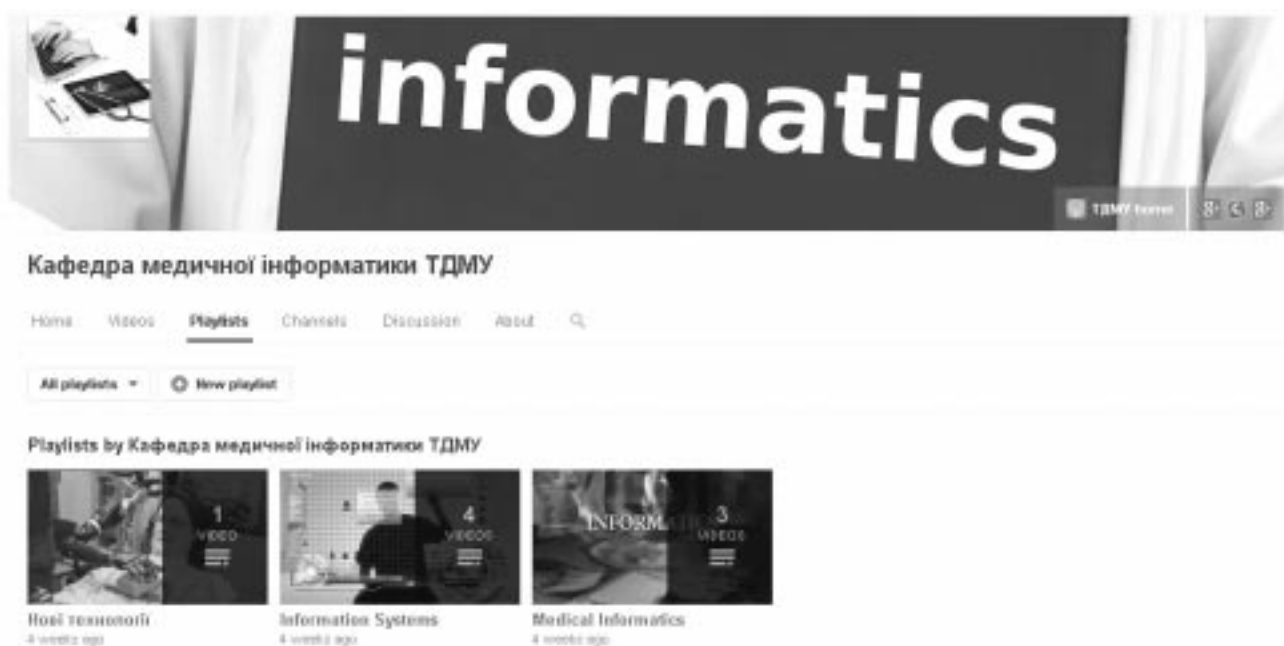 informatics
ТДМУ home
Кафедра медичної інформатики ТДМУ
Home Videos Playlists Channels Discussion About
All playlists New playlist
Playlists by Кафедра медичної інформатики ТДМУ
1 VIDEO 4 VIDEOS INFORM 3 VIDEOS
Нові технології Information Systems Medical Informatics
4 weeks ago 4 weeks ago 4 weeks ago